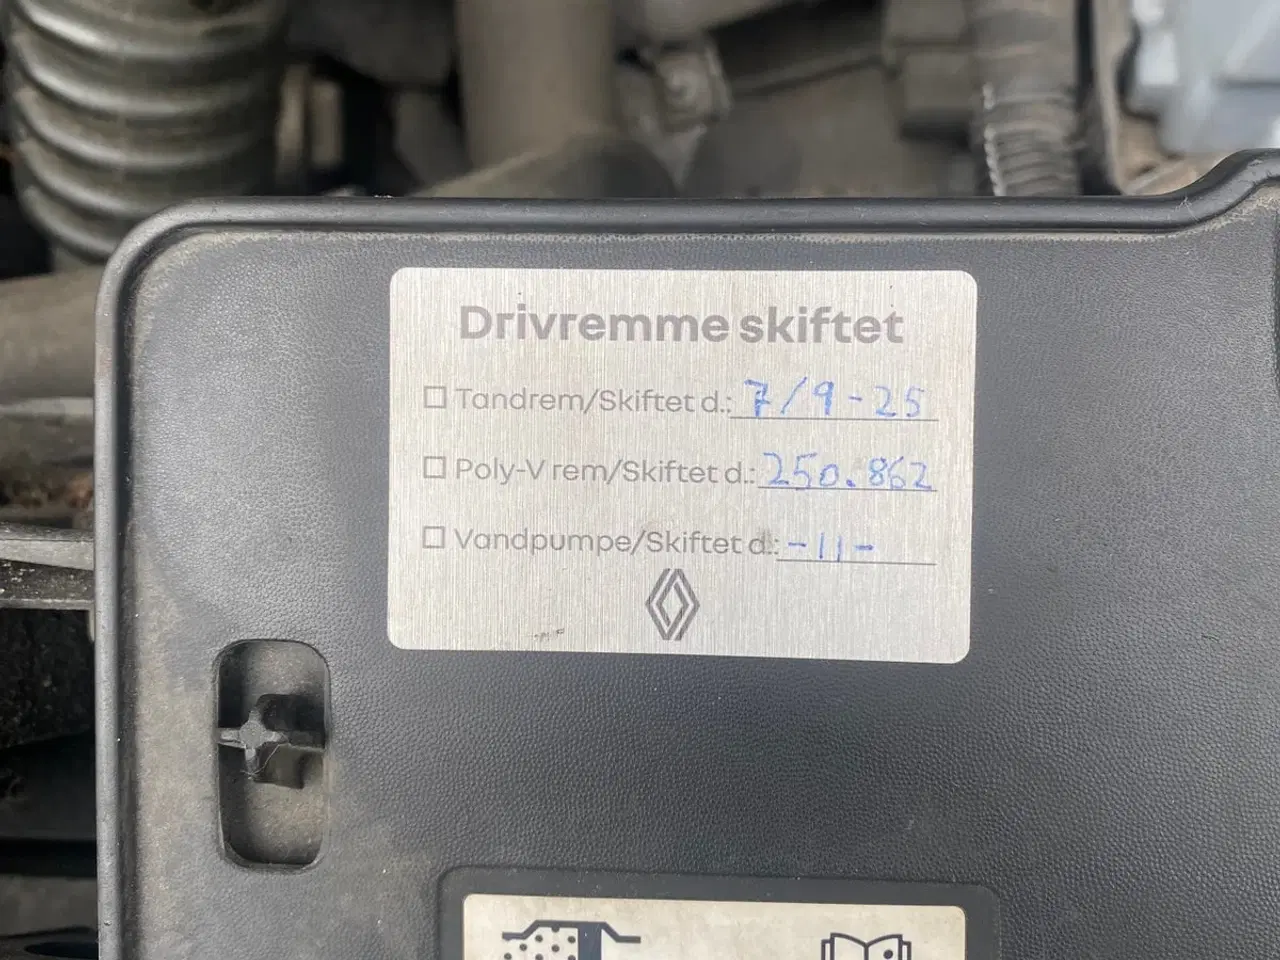 Drivremme skiftet
☐ Tandrem/Skiftet d.: 7/9-25
☐ Poly-V rem/Skiftet d.: 250.862
☐ Vandpumpe/Skiftet d.: -11-